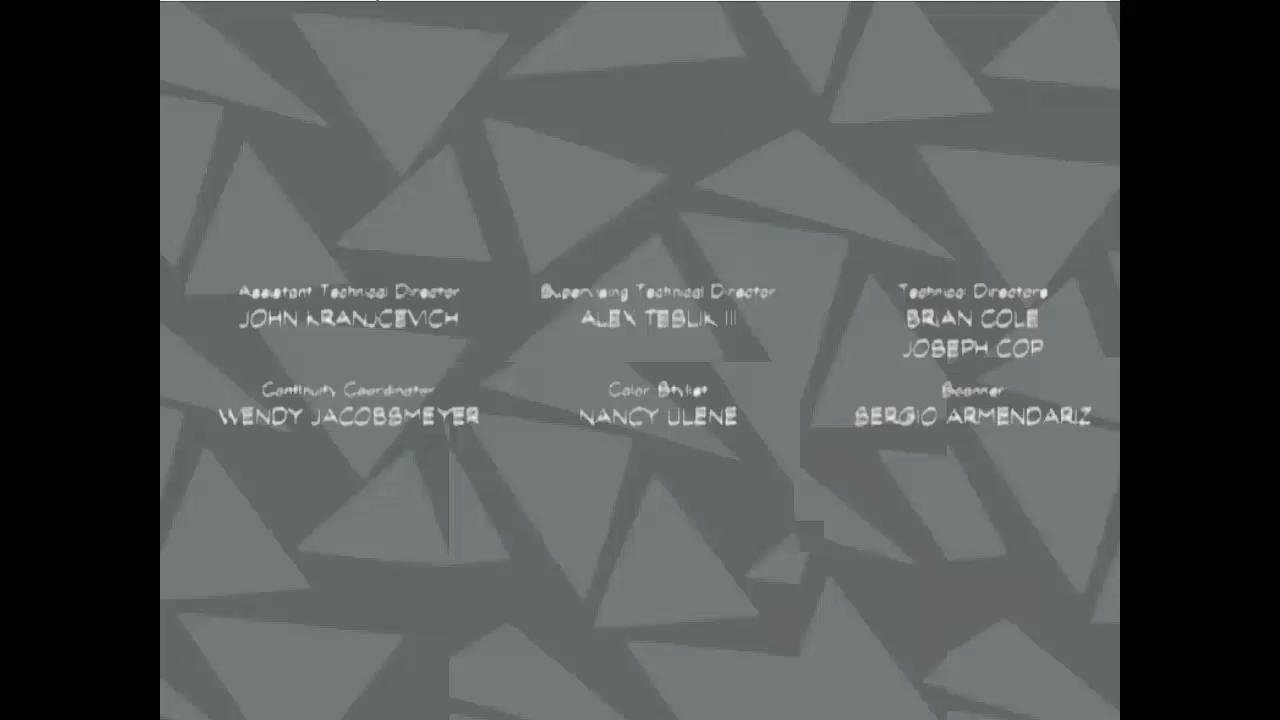 Assistant Technical Director
JOHN KRANJCEVICH
Supervising Technical Director
ALEX TESLIK III
Technical Directors
BRIAN COLE
JOSEPH COP
Continuity Coordinator
WENDY JACOBSMEYER
Color Stylist
NANCY ULENE
Scanner
SERGIO ARMENDARIZ